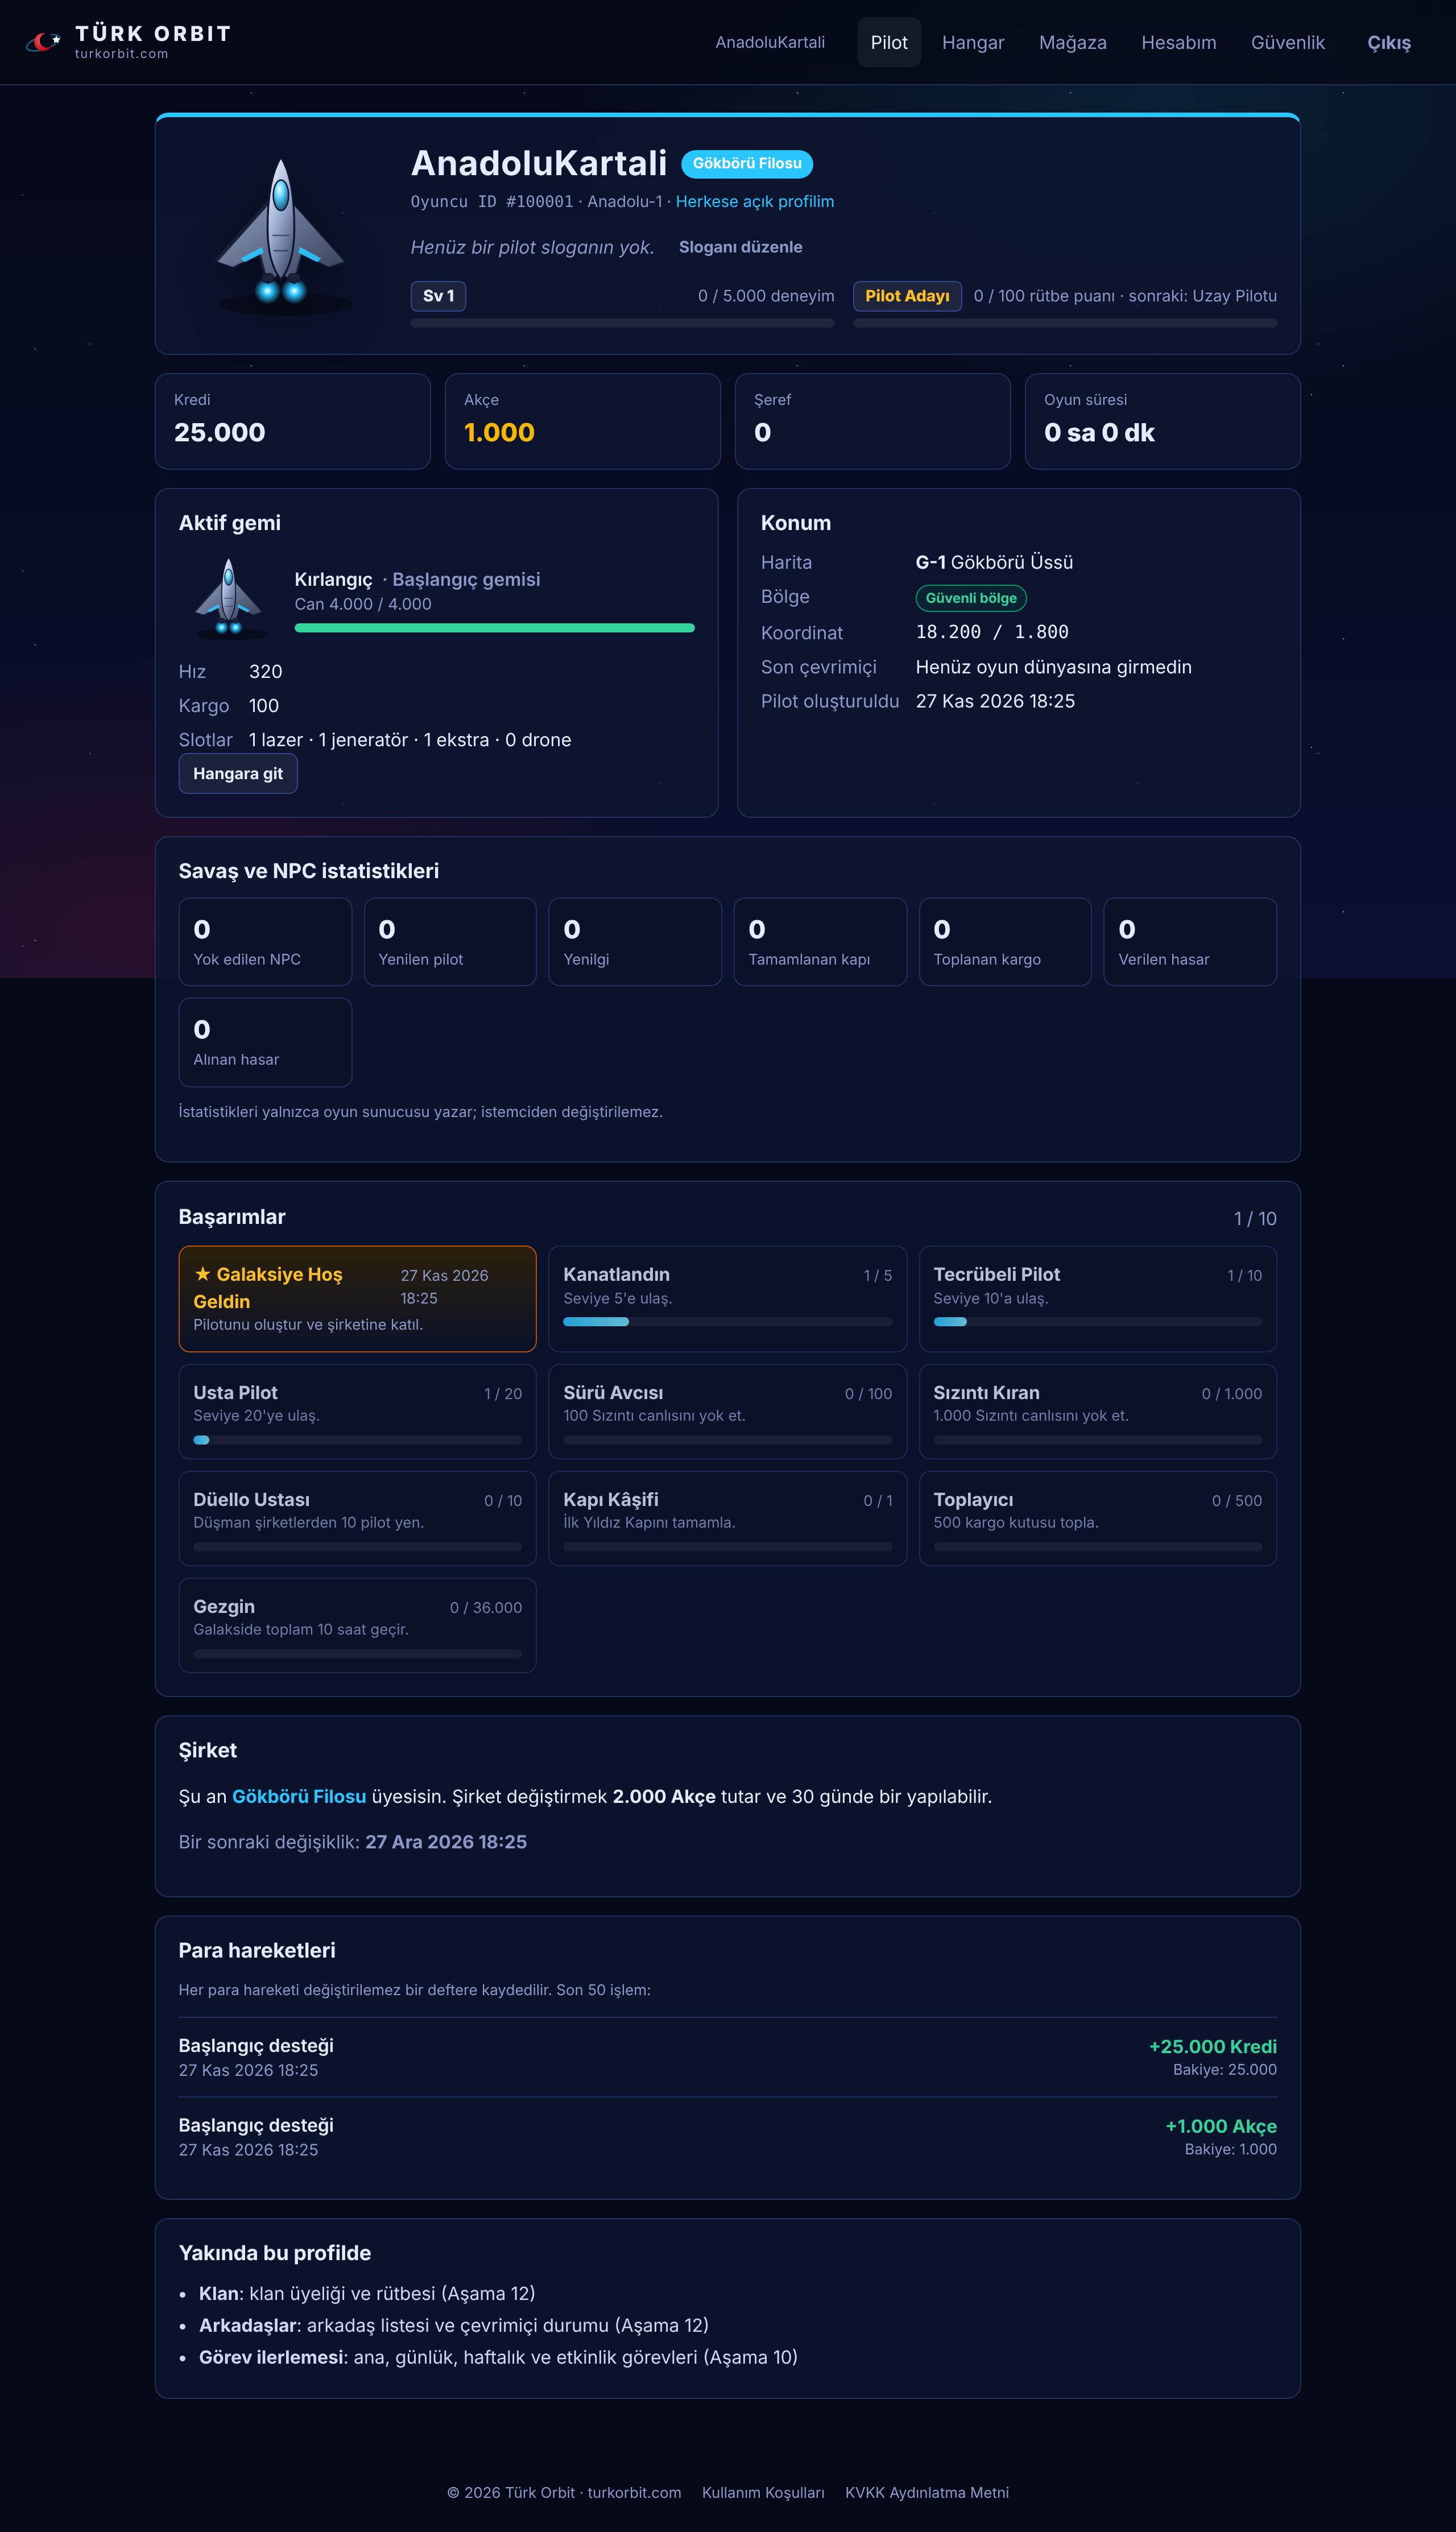 TÜRK ORBIT
turkorbit.com
AnadoluKartali
Pilot
Hangar
Mağaza
Hesabım
Güvenlik
Çıkış
AnadoluKartali Gökbörü Filosu
Oyuncu ID #100001 · Anadolu-1 · Herkese açık profilim
Henüz bir pilot sloganın yok. Sloganı düzenle
Sv 1 0 / 5.000 deneyim
Pilot Adayı 0 / 100 rütbe puanı · sonraki: Uzay Pilotu
Kredi
25.000
Akçe
1.000
Şeref
0
Oyun süresi
0 sa 0 dk
Aktif gemi
Kırlangıç · Başlangıç gemisi
Can 4.000 / 4.000
Hız 320
Kargo 100
Slotlar 1 lazer · 1 jeneratör · 1 ekstra · 0 drone
Hangara git
Konum
Harita G-1 Gökbörü Üssü
Bölge Güvenli bölge
Koordinat 18.200 / 1.800
Son çevrimiçi Henüz oyun dünyasına girmedin
Pilot oluşturuldu 27 Kas 2026 18:25
Savaş ve NPC istatistikleri
0
Yok edilen NPC
0
Yenilen pilot
0
Yenilgi
0
Tamamlanan kapı
0
Toplanan kargo
0
Verilen hasar
0
Alınan hasar
İstatistikleri yalnızca oyun sunucusu yazar; istemciden değiştirilemez.
Başarımlar 1 / 10
★ Galaksiye Hoş
Geldin
27 Kas 2026
18:25
Pilotunu oluştur ve şirketine katıl.
Kanatlandın 1 / 5
Seviye 5'e ulaş.
Tecrübeli Pilot 1 / 10
Seviye 10'a ulaş.
Usta Pilot 1 / 20
Seviye 20'ye ulaş.
Sürü Avcısı 0 / 100
100 Sızıntı canlısını yok et.
Sızıntı Kıran 0 / 1.000
1.000 Sızıntı canlısını yok et.
Düello Ustası 0 / 10
Düşman şirketlerden 10 pilot yen.
Kapı Kâşifi 0 / 1
İlk Yıldız Kapını tamamla.
Toplayıcı 0 / 500
500 kargo kutusu topla.
Gezgin 0 / 36.000
Galakside toplam 10 saat geçir.
Şirket
Şu an Gökbörü Filosu üyesisin. Şirket değiştirmek 2.000 Akçe tutar ve 30 günde bir yapılabilir.
Bir sonraki değişiklik: 27 Ara 2026 18:25
Para hareketleri
Her para hareketi değiştirilemez bir deftere kaydedilir. Son 50 işlem:
Başlangıç desteği +25.000 Kredi
27 Kas 2026 18:25 Bakiye: 25.000
Başlangıç desteği +1.000 Akçe
27 Kas 2026 18:25 Bakiye: 1.000
Yakında bu profilde
• Klan: klan üyeliği ve rütbesi (Aşama 12)
• Arkadaşlar: arkadaş listesi ve çevrimiçi durumu (Aşama 12)
• Görev ilerlemesi: ana, günlük, haftalık ve etkinlik görevleri (Aşama 10)
© 2026 Türk Orbit · turkorbit.com Kullanım Koşulları KVKK Aydınlatma Metni